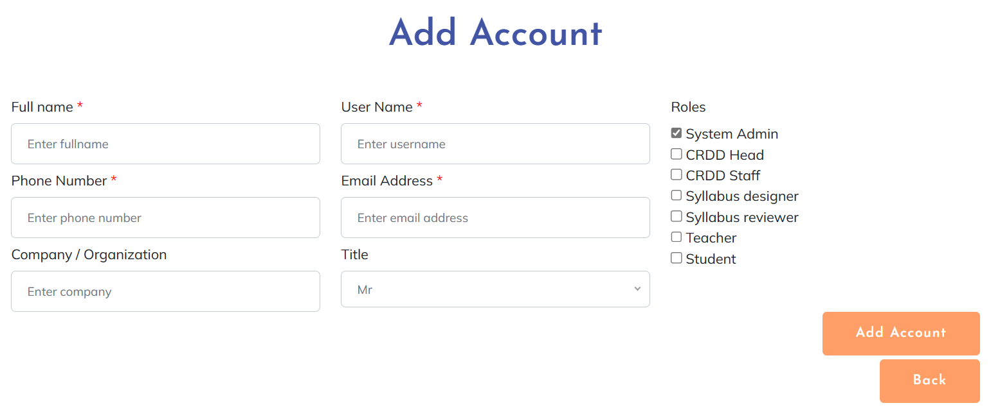 Add Account
Full name *
Enter fullname
User Name *
Enter username
Phone Number *
Enter phone number
Email Address *
Enter email address
Company / Organization
Enter company
Title
Mr
Roles
System Admin
CRDD Head
CRDD Staff
Syllabus designer
Syllabus reviewer
Teacher
Student
Add Account
Back